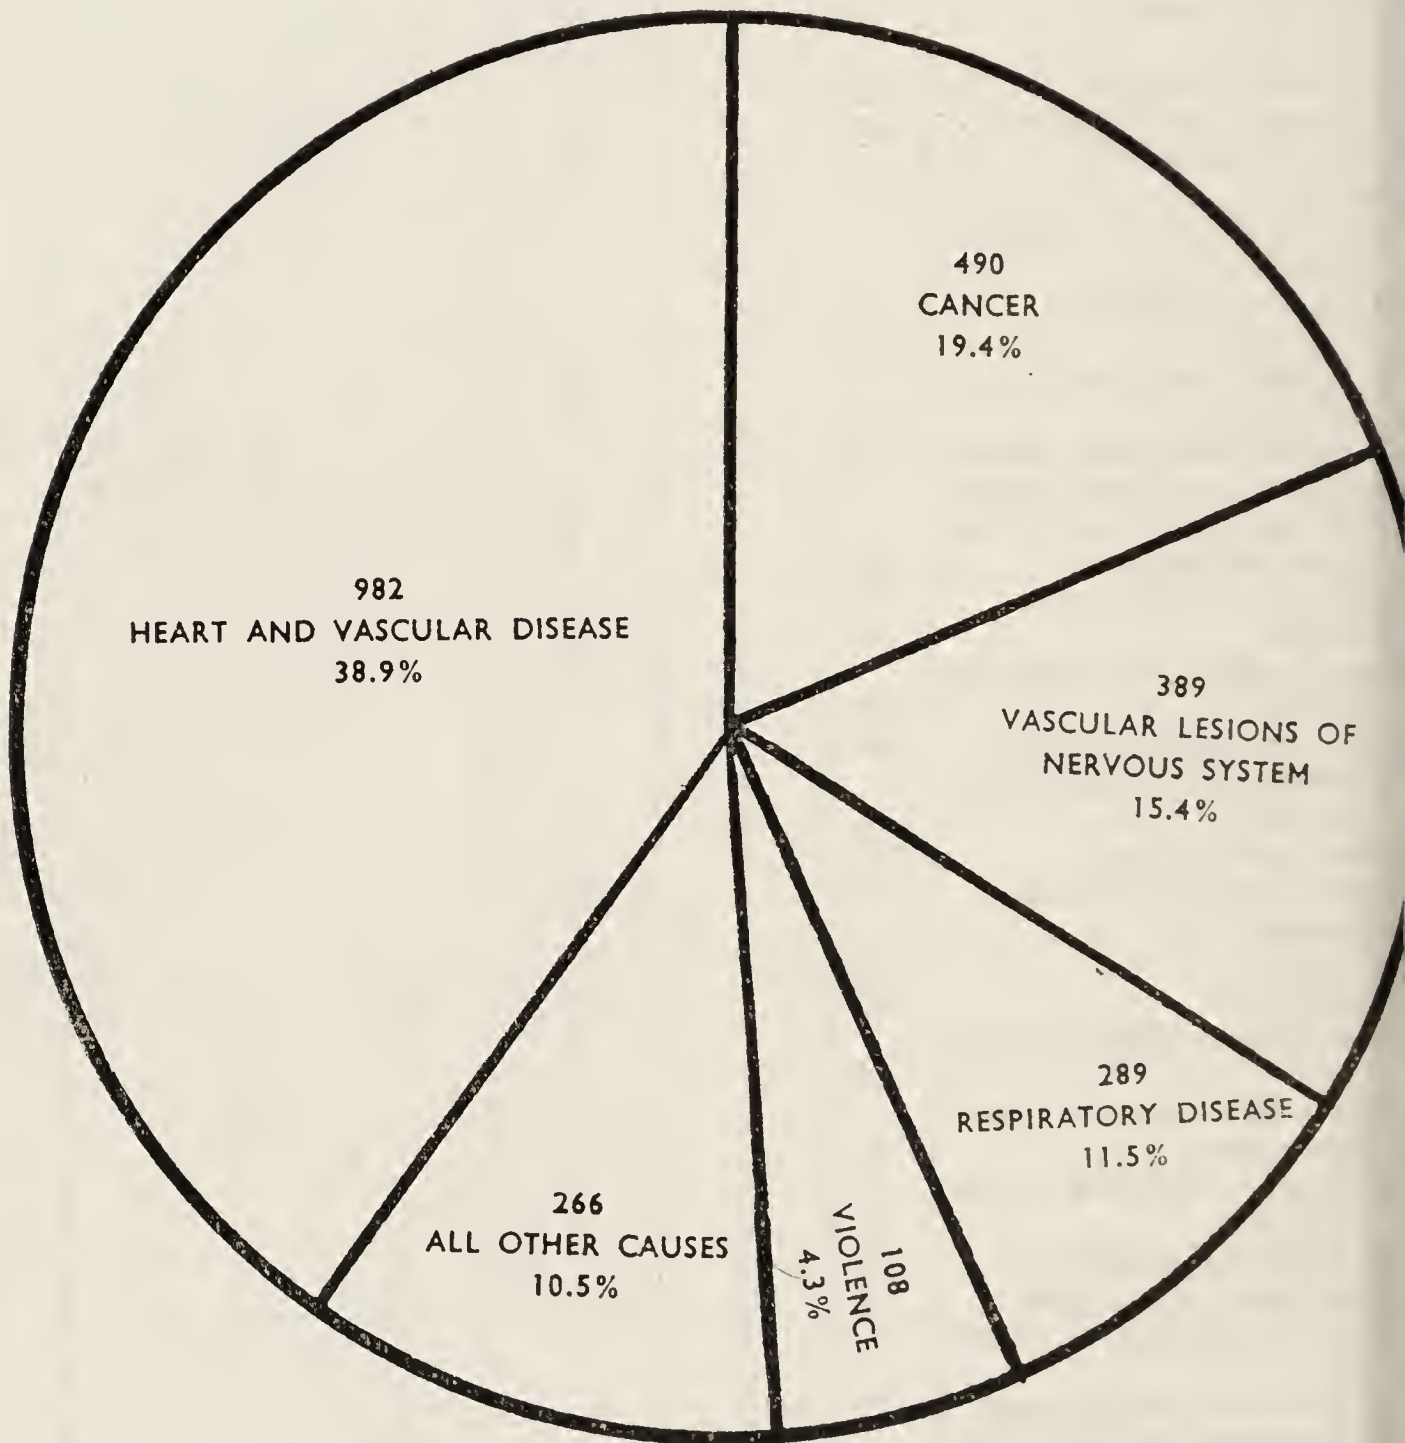 490
CANCER
19.4%
982
HEART AND VASCULAR DISEASE
38.9%
389
VASCULAR LESIONS OF
NERVOUS SYSTEM
15.4%
289
RESPIRATORY DISEASE
11.5%
108
VIOLENCE
4.3%
266
ALL OTHER CAUSES
10.5%